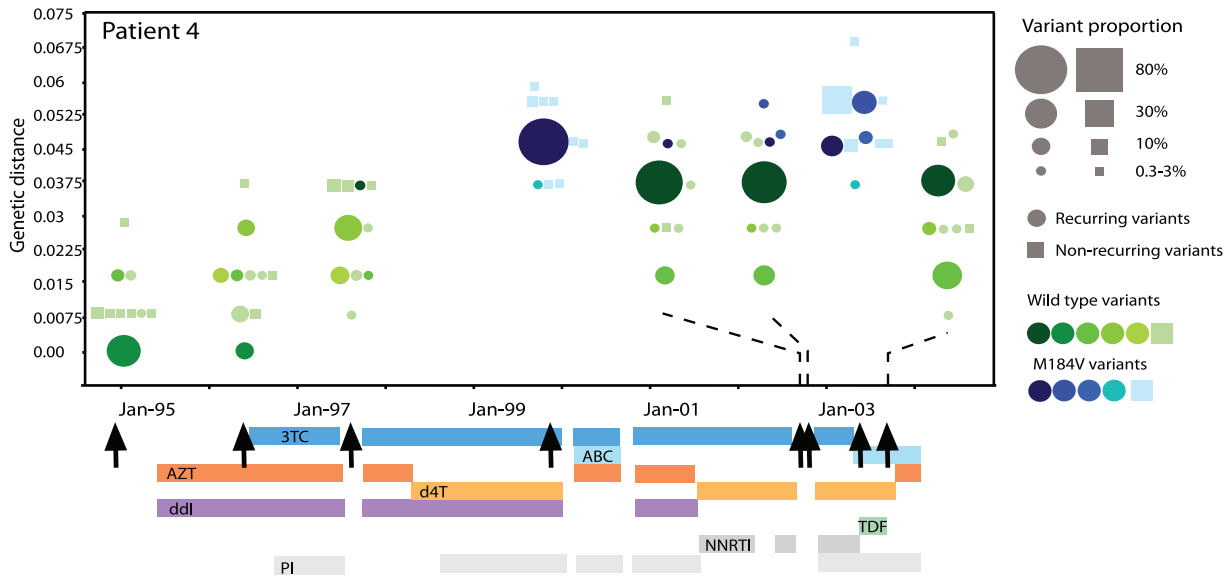 Patient 4
Genetic distance
0.075
0.0675
0.06
0.0525
0.045
0.0375
0.03
0.0225
0.015
0.0075
0.00
Jan-95
Jan-97
Jan-99
Jan-01
Jan-03
3TC
ABC
AZT
d4T
ddI
TDF
NNRTI
PI
Variant proportion
80%
30%
10%
0.3-3%
Recurring variants
Non-recurring variants
Wild type variants
M184V variants